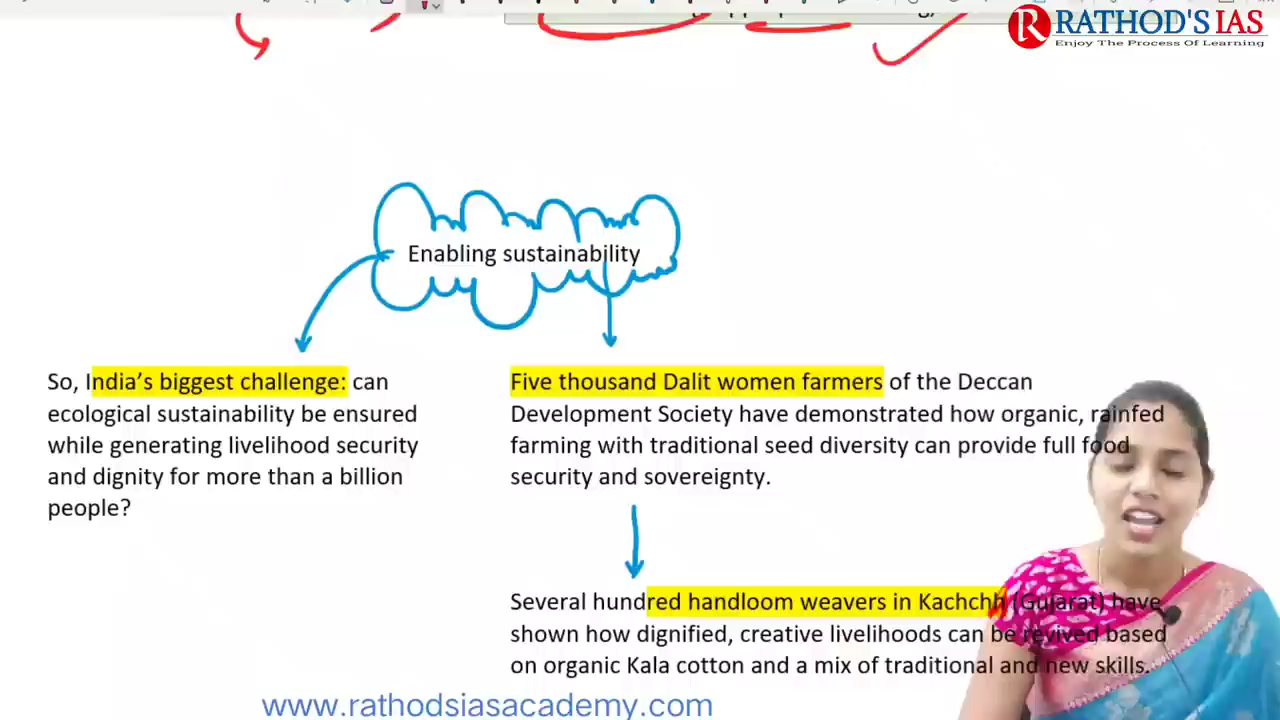 RATHOD'S IAS
Enjoy The Process Of Learning
Enabling sustainability
So, India's biggest challenge: can
ecological sustainability be ensured
while generating livelihood security
and dignity for more than a billion
people?
Five thousand Dalit women farmers of the Deccan
Development Society have demonstrated how organic, rainfed
farming with traditional seed diversity can provide full food
security and sovereignty.
Several hundred handloom weavers in Kachchh (Gujarat) have
shown how dignified, creative livelihoods can be revived based
on organic Kala cotton and a mix of traditional and new skills.
www.rathodsiasacademy.com